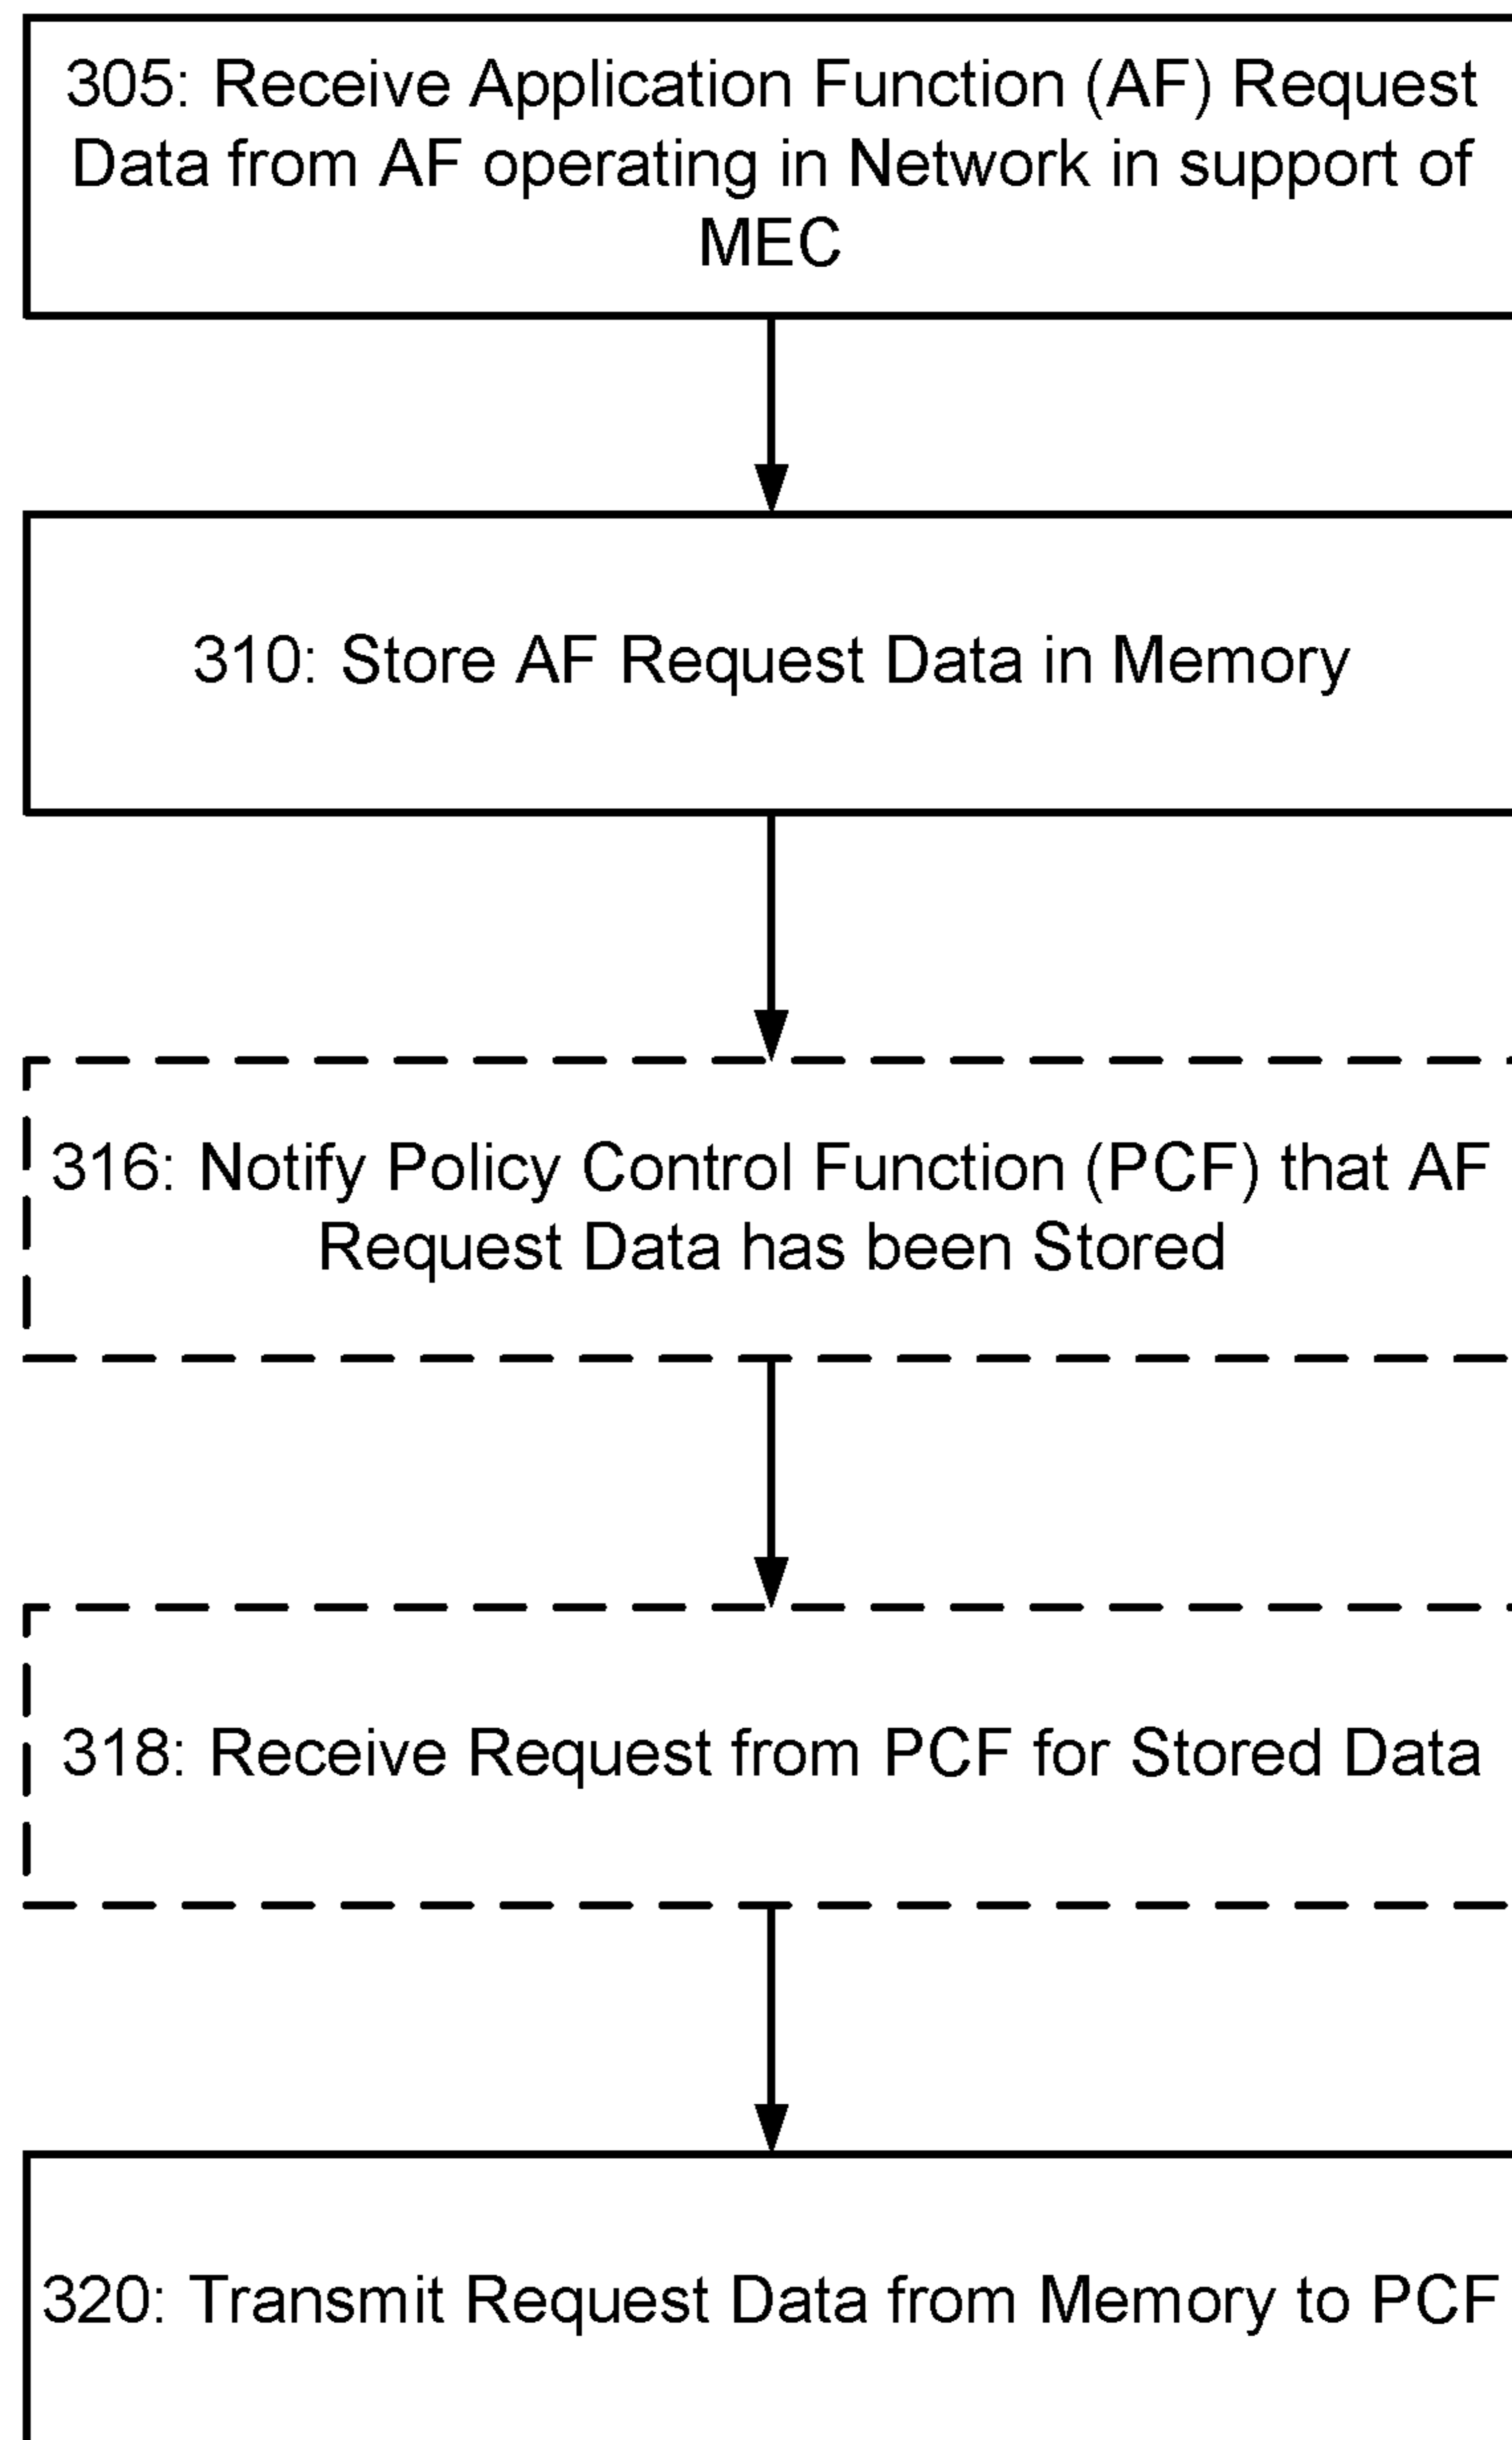 305: Receive Application Function (AF) Request
Data from AF operating in Network in support of
MEC
310: Store AF Request Data in Memory
316: Notify Policy Control Function (PCF) that AF
Request Data has been Stored
318: Receive Request from PCF for Stored Data
320: Transmit Request Data from Memory to PCF